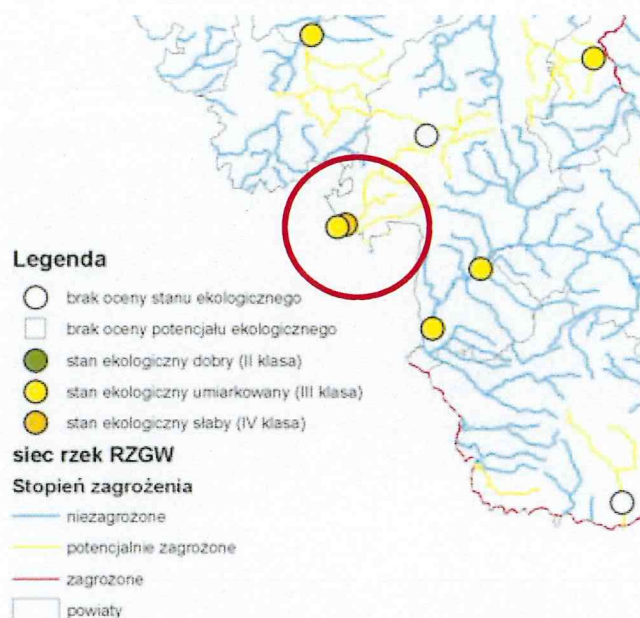 Legenda
brak oceny stanu ekologicznego
brak oceny potencjału ekologicznego
stan ekologiczny dobry (II klasa)
stan ekologiczny umiarkowany (III klasa)
stan ekologiczny słaby (IV klasa)
siec rzek RZGW
Stopień zagrożenia
niezagrożone
potencjalnie zagrożone
zagrożone
powiaty